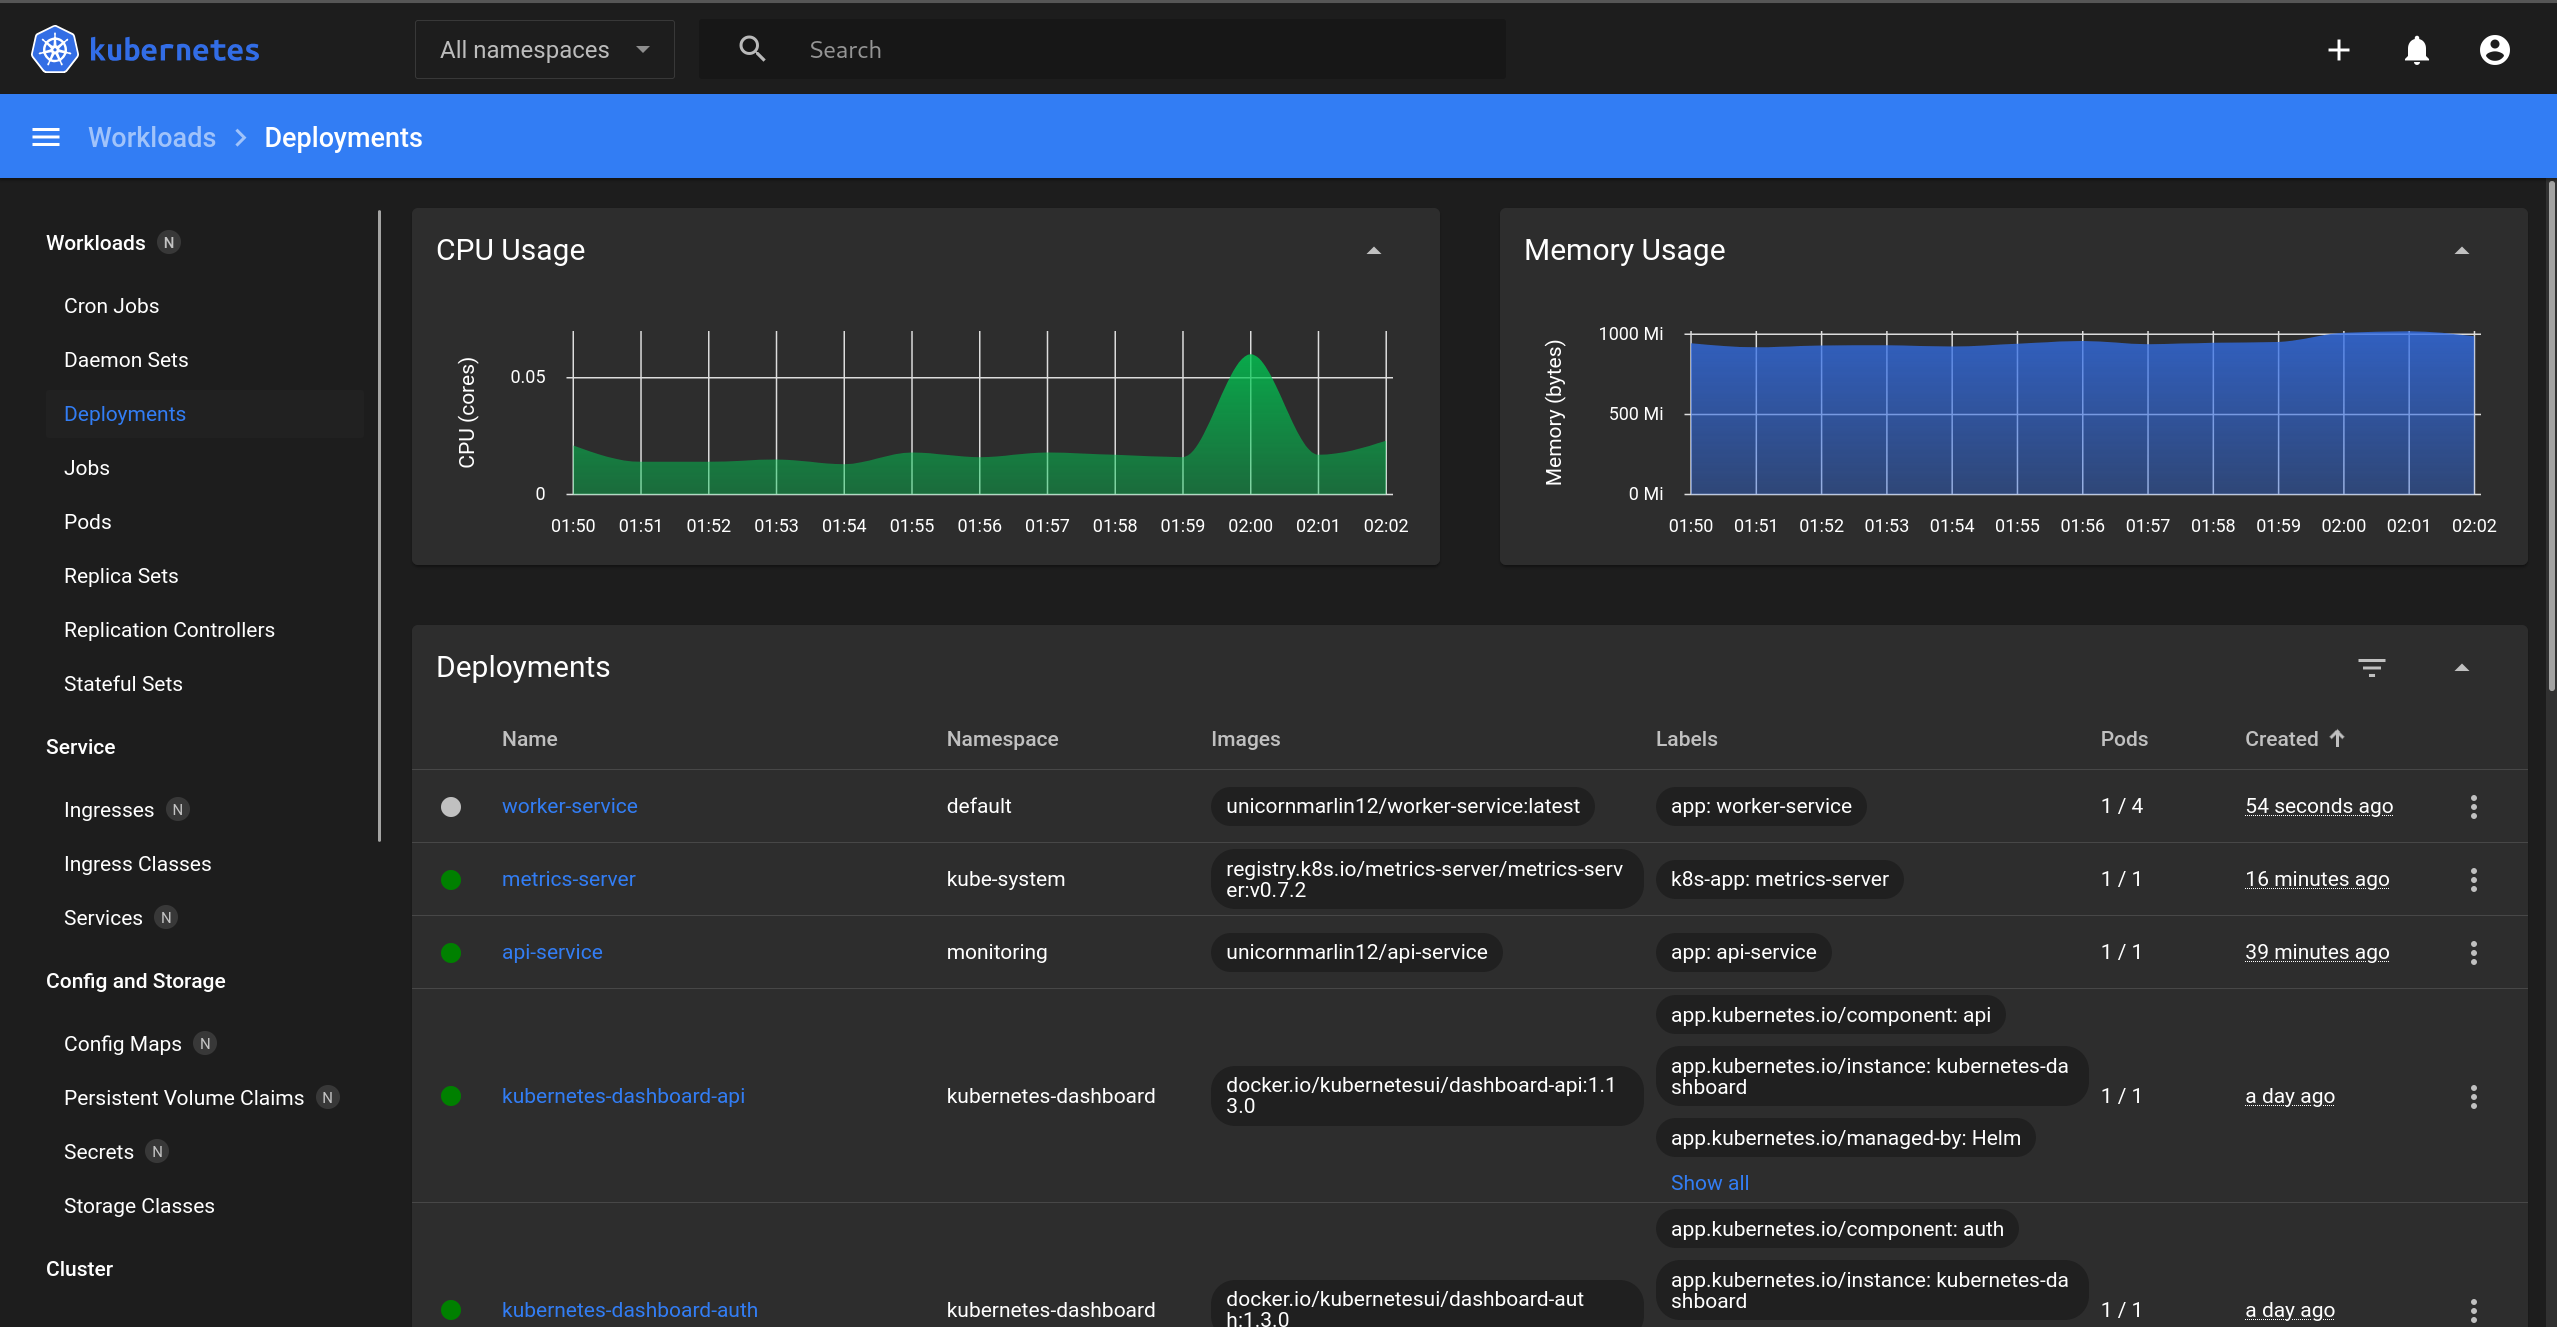 kubernetes
All namespaces
Search
Workloads > Deployments
Workloads N
Cron Jobs
Daemon Sets
Deployments
Jobs
Pods
Replica Sets
Replication Controllers
Stateful Sets
Service
Ingresses N
Ingress Classes
Services N
Config and Storage
Config Maps N
Persistent Volume Claims N
Secrets N
Storage Classes
Cluster
CPU Usage
CPU (cores)
0.05
0
01:50 01:51 01:52 01:53 01:54 01:55 01:56 01:57 01:58 01:59 02:00 02:01 02:02
Memory Usage
Memory (bytes)
1000 Mi
500 Mi
0 Mi
01:50 01:51 01:52 01:53 01:54 01:55 01:56 01:57 01:58 01:59 02:00 02:01 02:02
Deployments
Name Namespace Images Labels Pods Created
worker-service default unicornmarlin12/worker-service:latest app: worker-service 1 / 4 54 seconds ago
metrics-server kube-system registry.k8s.io/metrics-server/metrics-serv
er:v0.7.2
k8s-app: metrics-server 1 / 1 16 minutes ago
api-service monitoring unicornmarlin12/api-service app: api-service 1 / 1 39 minutes ago
kubernetes-dashboard-api kubernetes-dashboard docker.io/kubernetesui/dashboard-api:1.1
3.0
app.kubernetes.io/component: api
app.kubernetes.io/instance: kubernetes-da
shboard
app.kubernetes.io/managed-by: Helm
Show all
1 / 1 a day ago
kubernetes-dashboard-auth kubernetes-dashboard docker.io/kubernetesui/dashboard-aut
h:1.3.0
app.kubernetes.io/component: auth
app.kubernetes.io/instance: kubernetes-da
shboard
1 / 1 a day ago